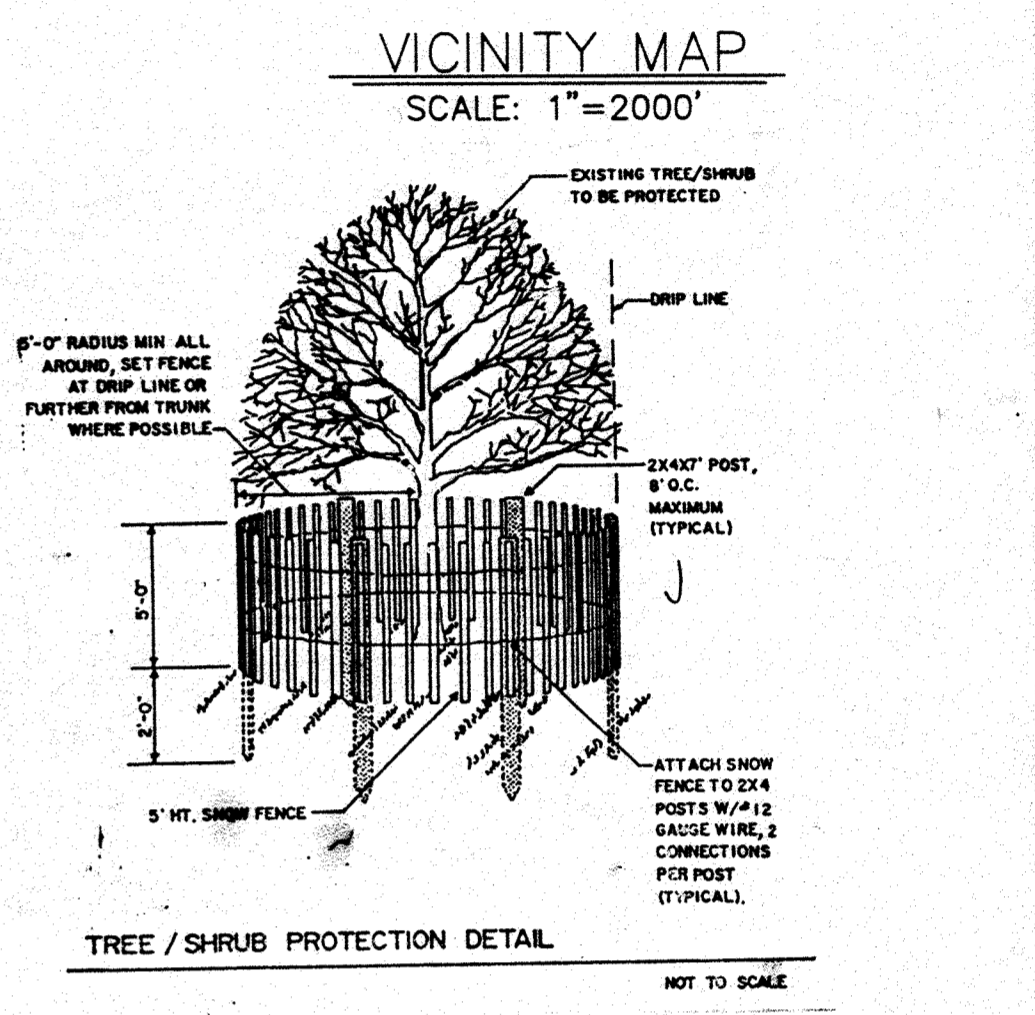 VICINITY MAP
SCALE: 1"=2000'
EXISTING TREE/SHRUB
TO BE PROTECTED
DRIP LINE
RADIUS MIN ALL
AROUND, SET FENCE
AT DRIP LINE OR
FURTHER FROM TRUNK
WHERE POSSIBLE
2X4X7' POST,
8' O.C.
MAXIMUM
(TYPICAL)
5'-0"
2'-0"
5' HT. SNOW FENCE
ATTACH SNOW
FENCE TO 2X4
POSTS W/#12
GAUGE WIRE, 2
CONNECTIONS
PER POST
(TYPICAL).
TREE / SHRUB PROTECTION DETAIL
NOT TO SCALE